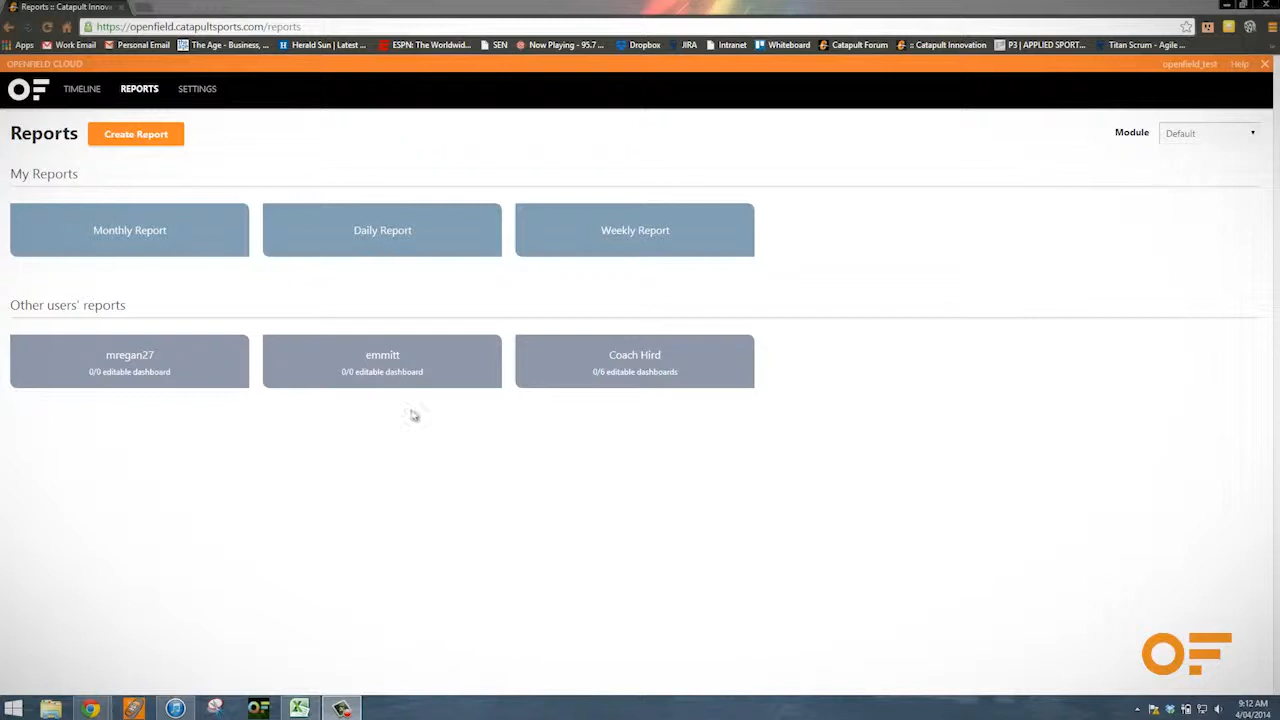 Reports :: Catapult Innova
https://openfield.catapultsports.com/reports
Apps Work Email Personal Email The Age - Business, ... Herald Sun | Latest ... ESPN: The Worldwid... SEN Now Playing - 95.7 ... Dropbox JIRA Intranet Whiteboard Catapult Forum :: Catapult Innovation P3 | APPLIED SPORT... Titan Scrum - Agile ...
OPENFIELD CLOUD openfield_test Help
OF TIMELINE REPORTS SETTINGS
Reports Create Report Module Default
My Reports
Monthly Report Daily Report Weekly Report
Other users' reports
mregan27 emmitt Coach Hird
0/0 editable dashboard 0/0 editable dashboard 0/6 editable dashboards
OF
9:12 AM
4/04/2014